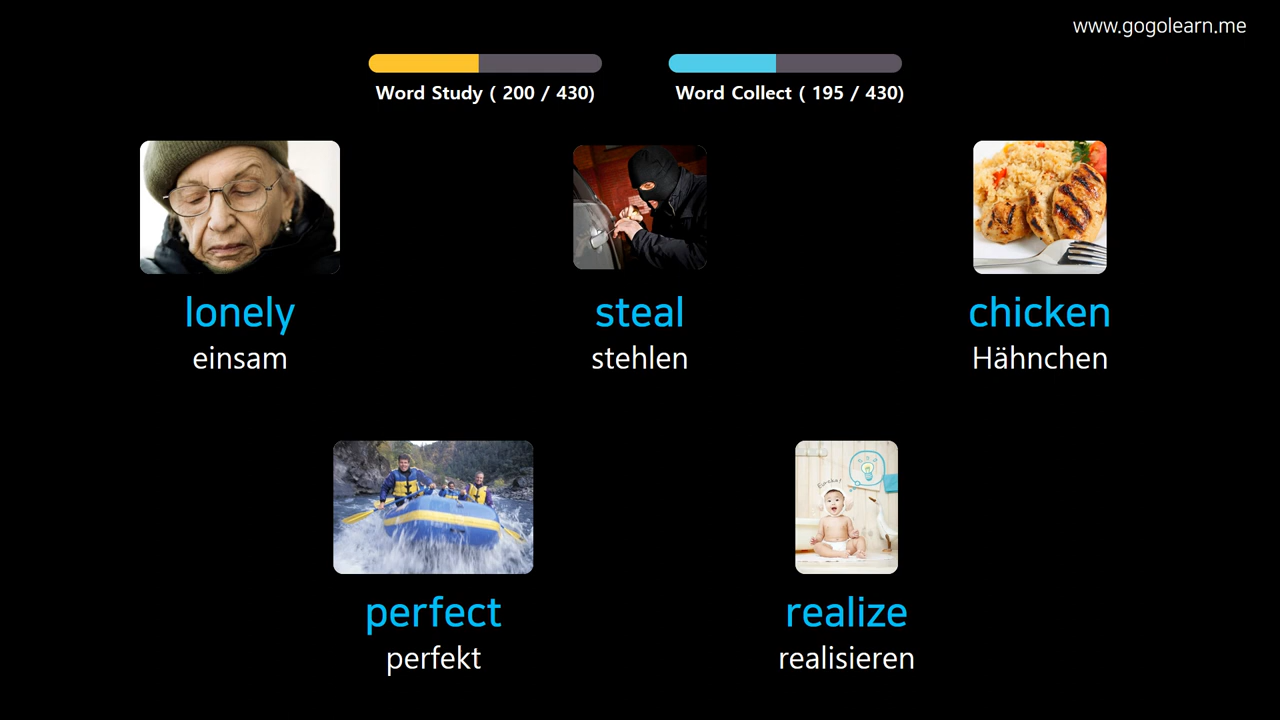 www.gogolearn.me
Word Study ( 200 / 430)
Word Collect ( 195 / 430)
lonely
einsam
steal
stehlen
chicken
Hähnchen
Eureka!
perfect
perfekt
realize
realisieren